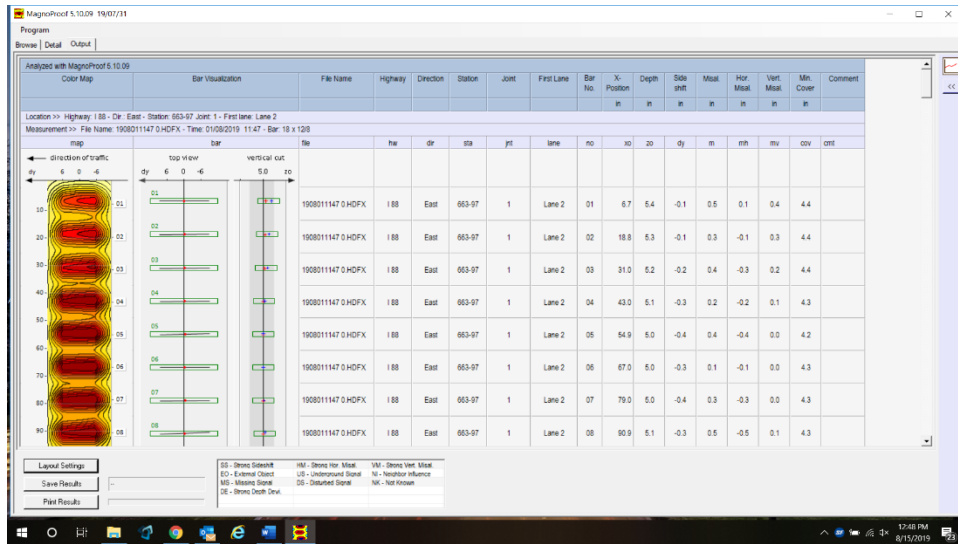 MagnoProof 5.10.09 19/07/31
Program
Browse Detail Output
Analyzed with MagnoProof 5.10.09
Color Map Bar Visualization File Name Highway Direction Station Joint First Lane Bar No. X-Position Depth Side shift Misal. Hor. Misal. Vert. Misal. Min. Cover Comment
in in in in in in in
Location >> Highway: I 88 - Dir.: East - Station: 663-97 Joint: 1 - First lane: Lane 2
Measurement >> File Name: 1908011147 0.HDFX - Time: 01/08/2019 11:47 - Bar: 18 x 12/8
map bar file hw dir sta jnt lane no xo zo dy m mh mv cov cmt
direction of traffic top view vertical cut
dy 6 0 -6 dy 6 0 -6 5.0 zo
10 01 01 1908011147 0.HDFX I 88 East 663-97 1 Lane 2 01 6.7 5.4 -0.1 0.5 0.1 0.4 4.4
20 02 02 1908011147 0.HDFX I 88 East 663-97 1 Lane 2 02 18.8 5.3 -0.1 0.3 -0.1 0.3 4.4
30 03 03 1908011147 0.HDFX I 88 East 663-97 1 Lane 2 03 31.0 5.2 -0.2 0.4 -0.3 0.2 4.4
40 04 04 1908011147 0.HDFX I 88 East 663-97 1 Lane 2 04 43.0 5.1 -0.3 0.2 -0.2 0.1 4.3
50 05 05 1908011147 0.HDFX I 88 East 663-97 1 Lane 2 05 54.9 5.0 -0.4 0.4 -0.4 0.0 4.2
60
70 06 06 1908011147 0.HDFX I 88 East 663-97 1 Lane 2 06 67.0 5.0 -0.3 0.1 -0.1 0.0 4.3
80 07 07 1908011147 0.HDFX I 88 East 663-97 1 Lane 2 07 79.0 5.0 -0.4 0.3 -0.3 0.0 4.3
90 08 08 1908011147 0.HDFX I 88 East 663-97 1 Lane 2 08 90.9 5.1 -0.3 0.5 -0.5 0.1 4.3
Layout Settings
Save Results
Print Results
SS - Strong Sideshift HM - Strong Hor. Misal. VM - Strong Vert. Misal.
EO - External Object US - Underground Signal NI - Neighbor Influence
MS - Missing Signal DS - Disturbed Signal NK - Not Known
DE - Strong Depth Devi.
12:48 PM
8/15/2019
23